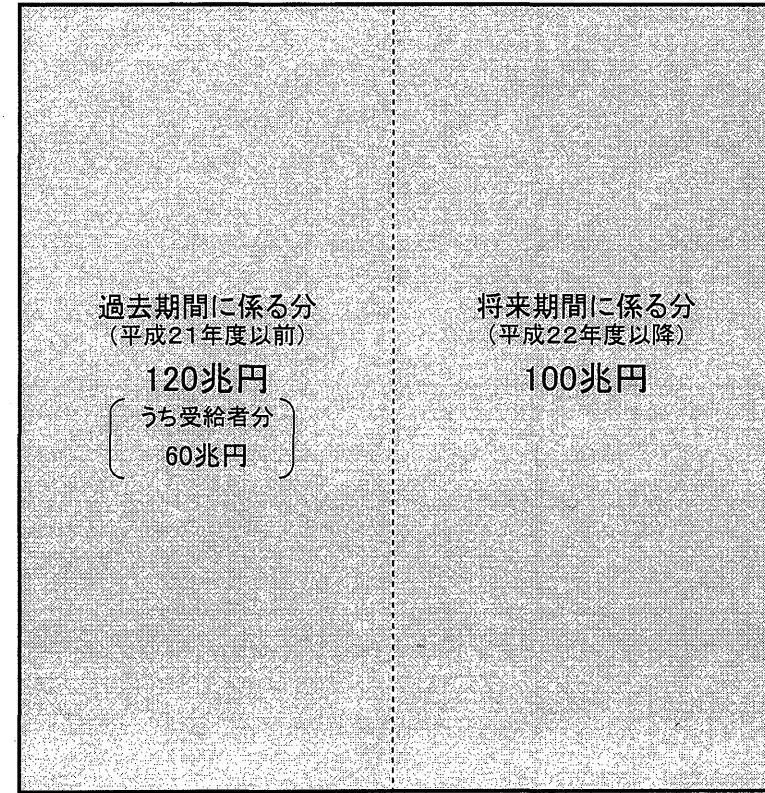 過去期間に係る分
（平成21年度以前）
120兆円
うち受給者分
60兆円
将来期間に係る分
（平成22年度以降）
100兆円